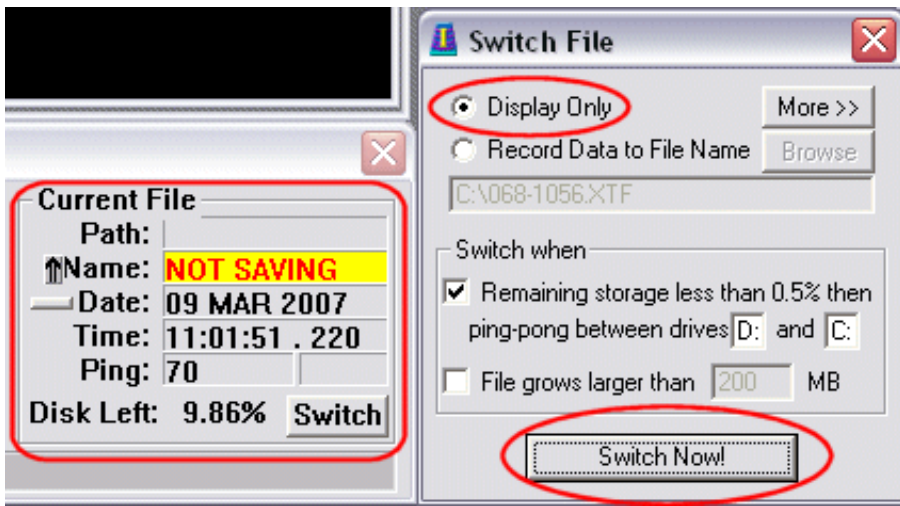 Current File
Path:
Name: NOT SAVING
Date: 09 MAR 2007
Time: 11:01:51 . 220
Ping: 70
Disk Left: 9.86% Switch
Switch File
Display Only More >>
Record Data to File Name Browse
C:\068-1056.XTF
Switch when
Remaining storage less than 0.5% then
ping-pong between drives D: and C:
File grows larger than 200 MB
Switch Now!